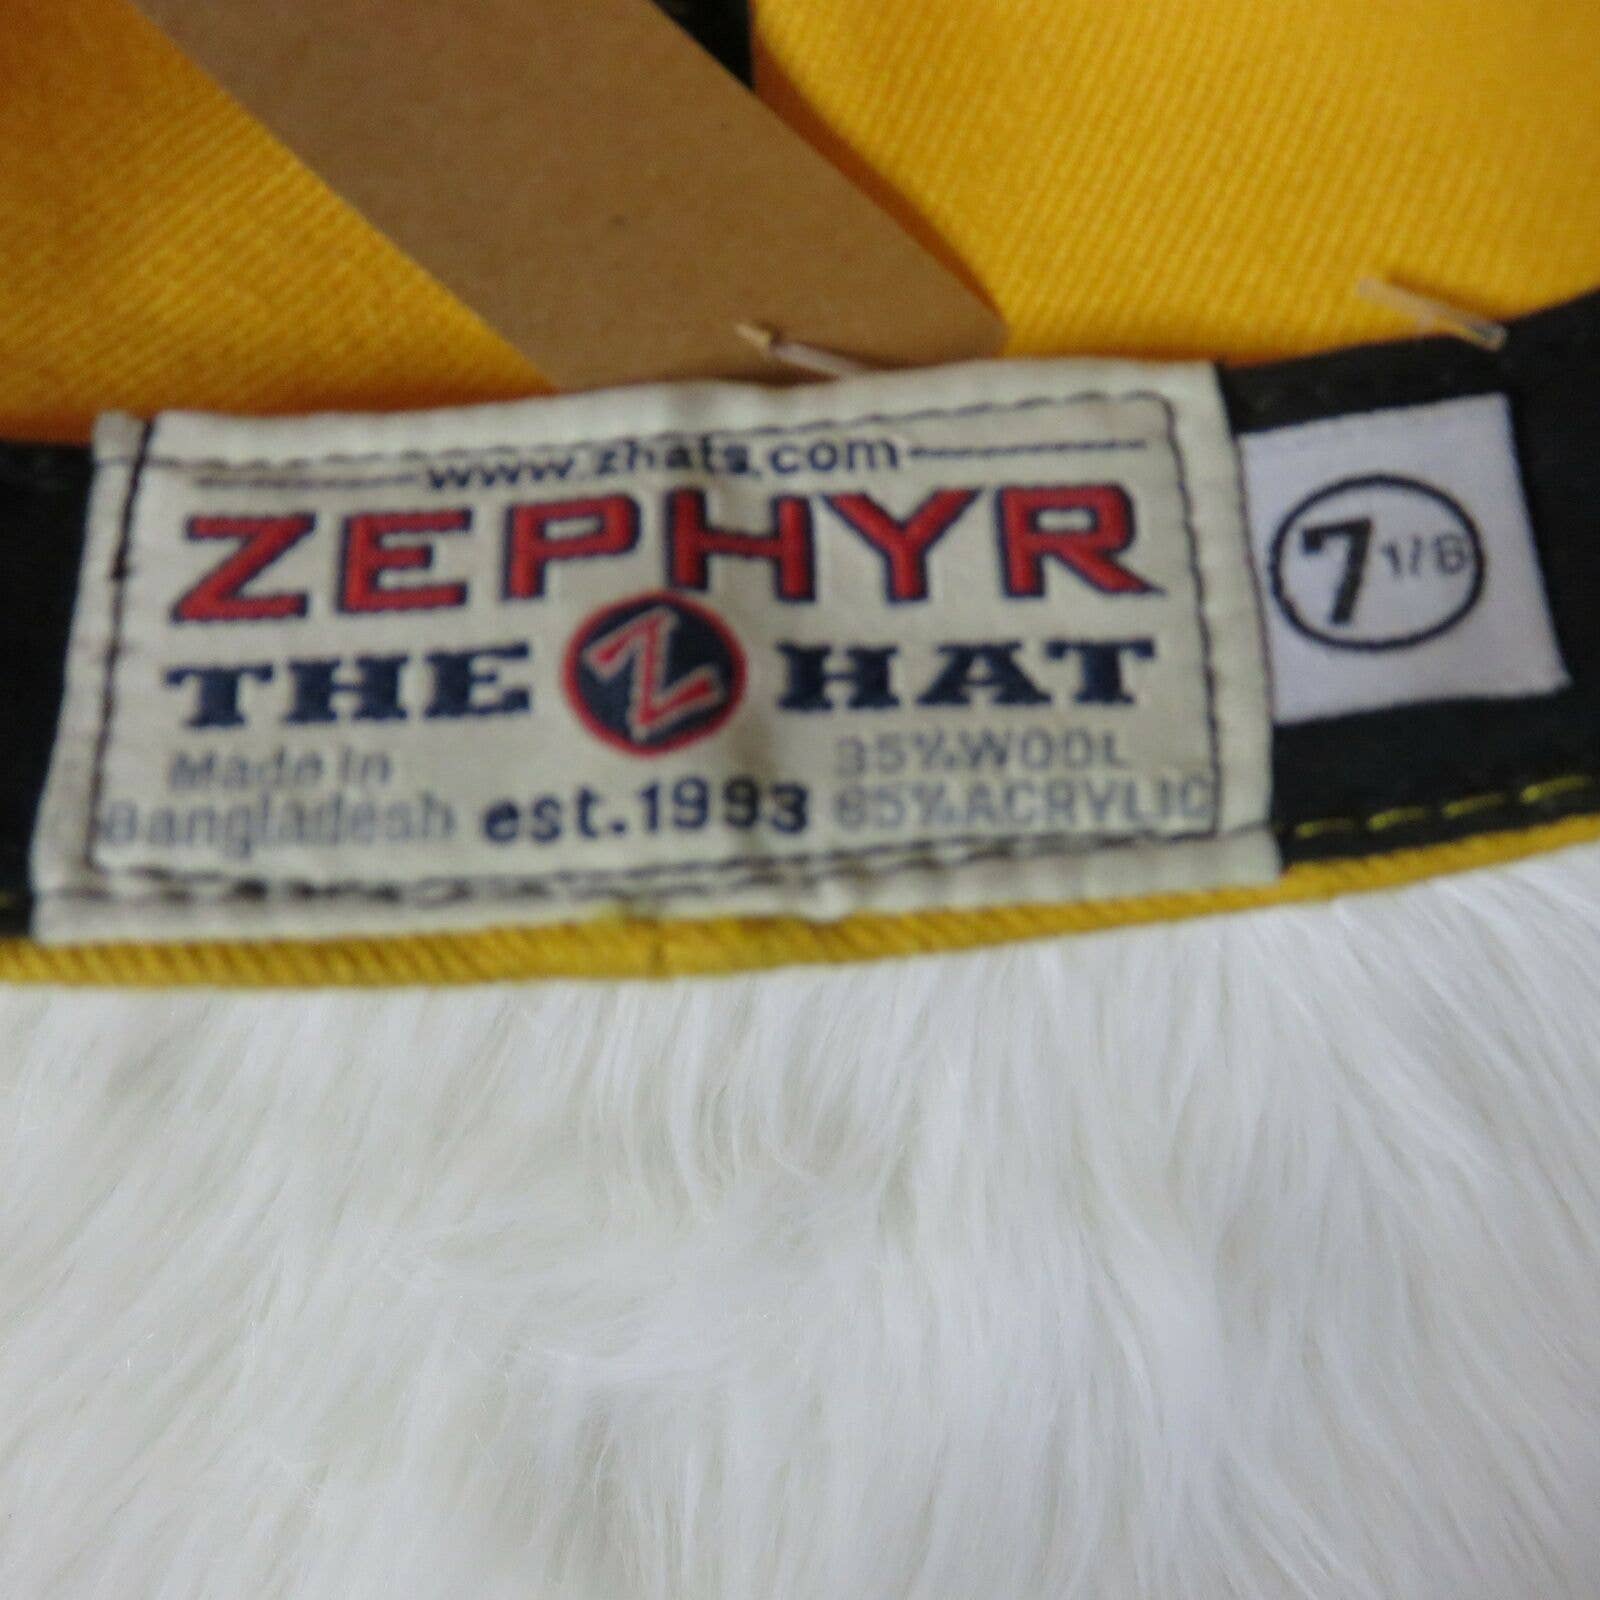 www.zhats.com
ZEPHYR
THE Z HAT
Made in
Bangladesh
est.1993
35% WOOL
65% ACRYLIC
7 1/8